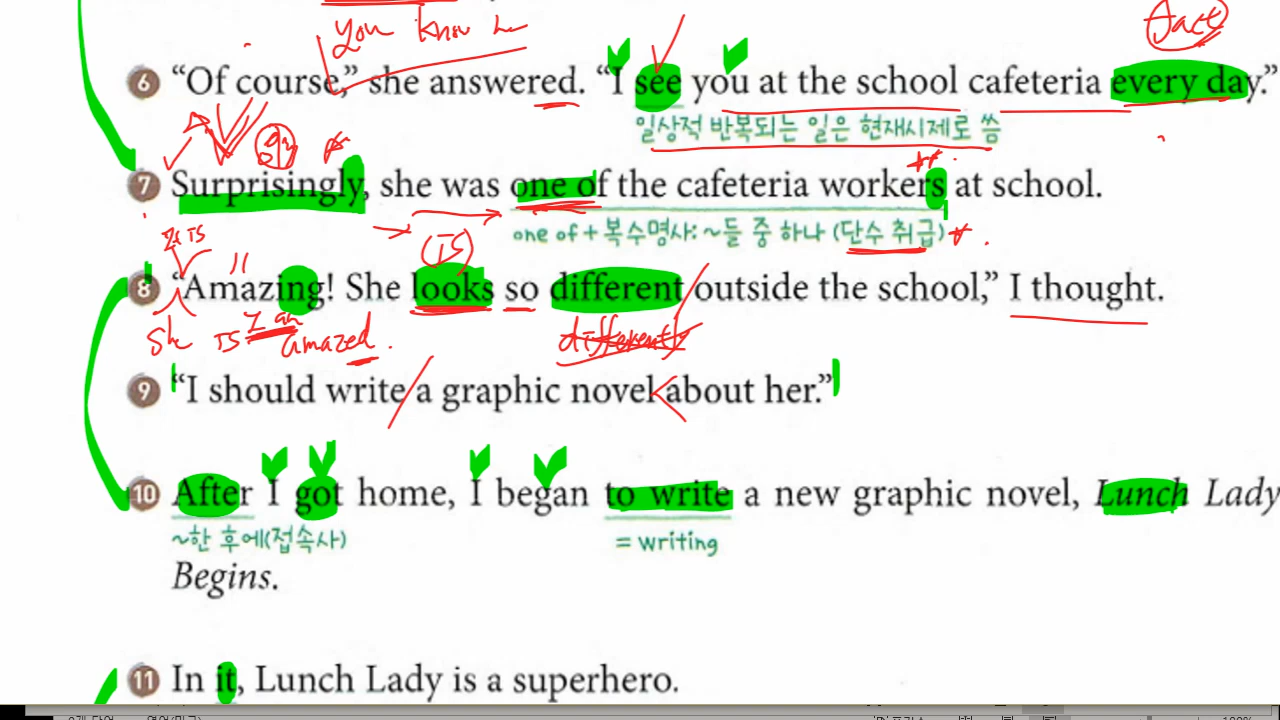 you know
fact
6 “Of course,” she answered. “I see you at the school cafeteria every day.”
일상적 반복되는 일은 현재시제로 씀
7 Surprisingly, she was one of the cafeteria workers at school.
one of + 복수명사: ~들 중 하나 (단수 취급)
It is
(is)
8 “Amazing! She looks so different outside the school,” I thought.
She is I am amazed.
differently
9 “I should write a graphic novel about her.”
10 After I got home, I began to write a new graphic novel, Lunch Lady
~한 후에(접속사) = writing
Begins.
11 In it, Lunch Lady is a superhero.